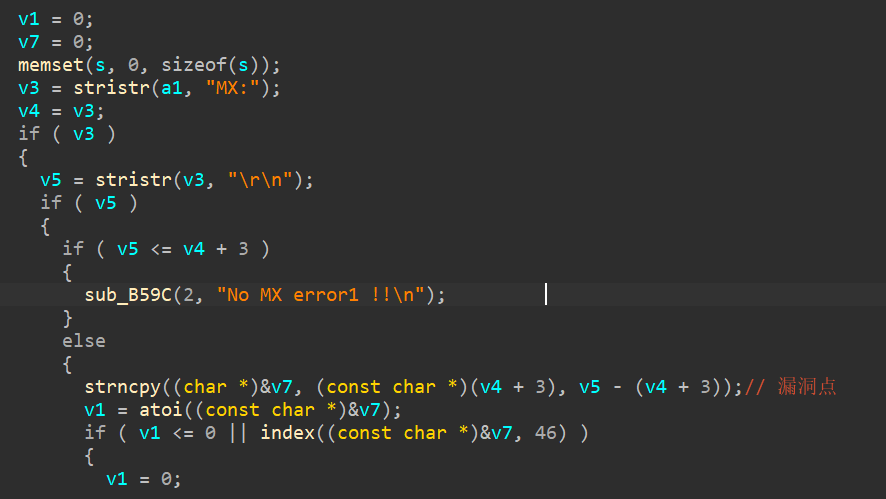 v1 = 0;
v7 = 0;
memset(s, 0, sizeof(s));
v3 = stristr(a1, "MX:");
v4 = v3;
if ( v3 )
{
  v5 = stristr(v3, "\r\n");
  if ( v5 )
  {
    if ( v5 <= v4 + 3 )
    {
      sub_B59C(2, "No MX error1 !!\n");
    }
    else
    {
      strncpy((char *)&v7, (const char *)(v4 + 3), v5 - (v4 + 3));// 漏洞点
      v1 = atoi((const char *)&v7);
      if ( v1 <= 0 || index((const char *)&v7, 46) )
      {
        v1 = 0;